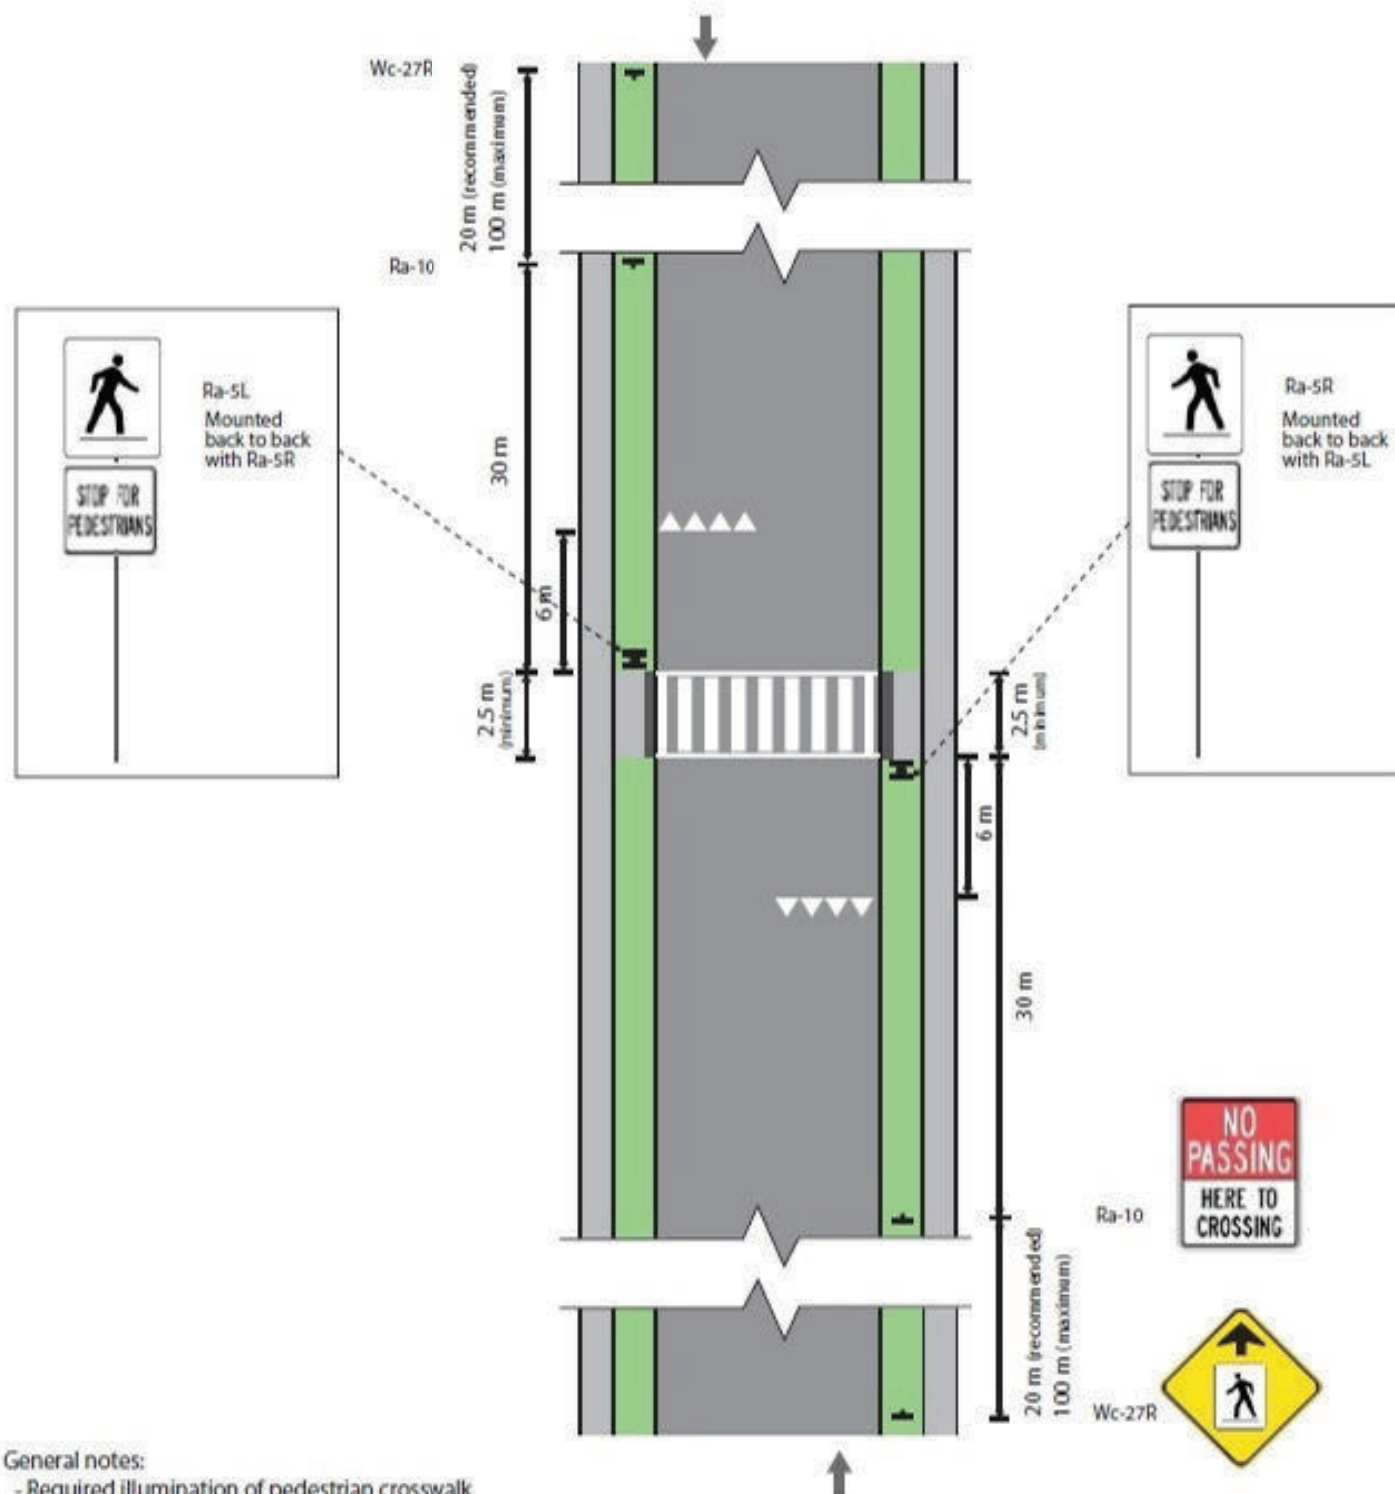 Wc-27R
20 m (recommended)
100 m (maximum)
Ra-10
Ra-5L
Mounted
back to back
with Ra-5R
STOP FOR
PEDESTRIANS
30 m
6 m
2.5 m
(minimum)
Ra-5R
Mounted
back to back
with Ra-5L
STOP FOR
PEDESTRIANS
2.5 m
(minimum)
6 m
30 m
NO
PASSING
HERE TO
CROSSING
Ra-10
20 m (recommended)
100 m (maximum)
Wc-27R
General notes:
- Required illumination of pedestrian crosswalk